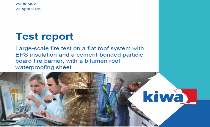 Test report
Large-scale fire test on a flat roof system with
EPS insulation and a cement bonded particle
board fire barrier, with a bitumen roof
waterproofing sheet
kiwa